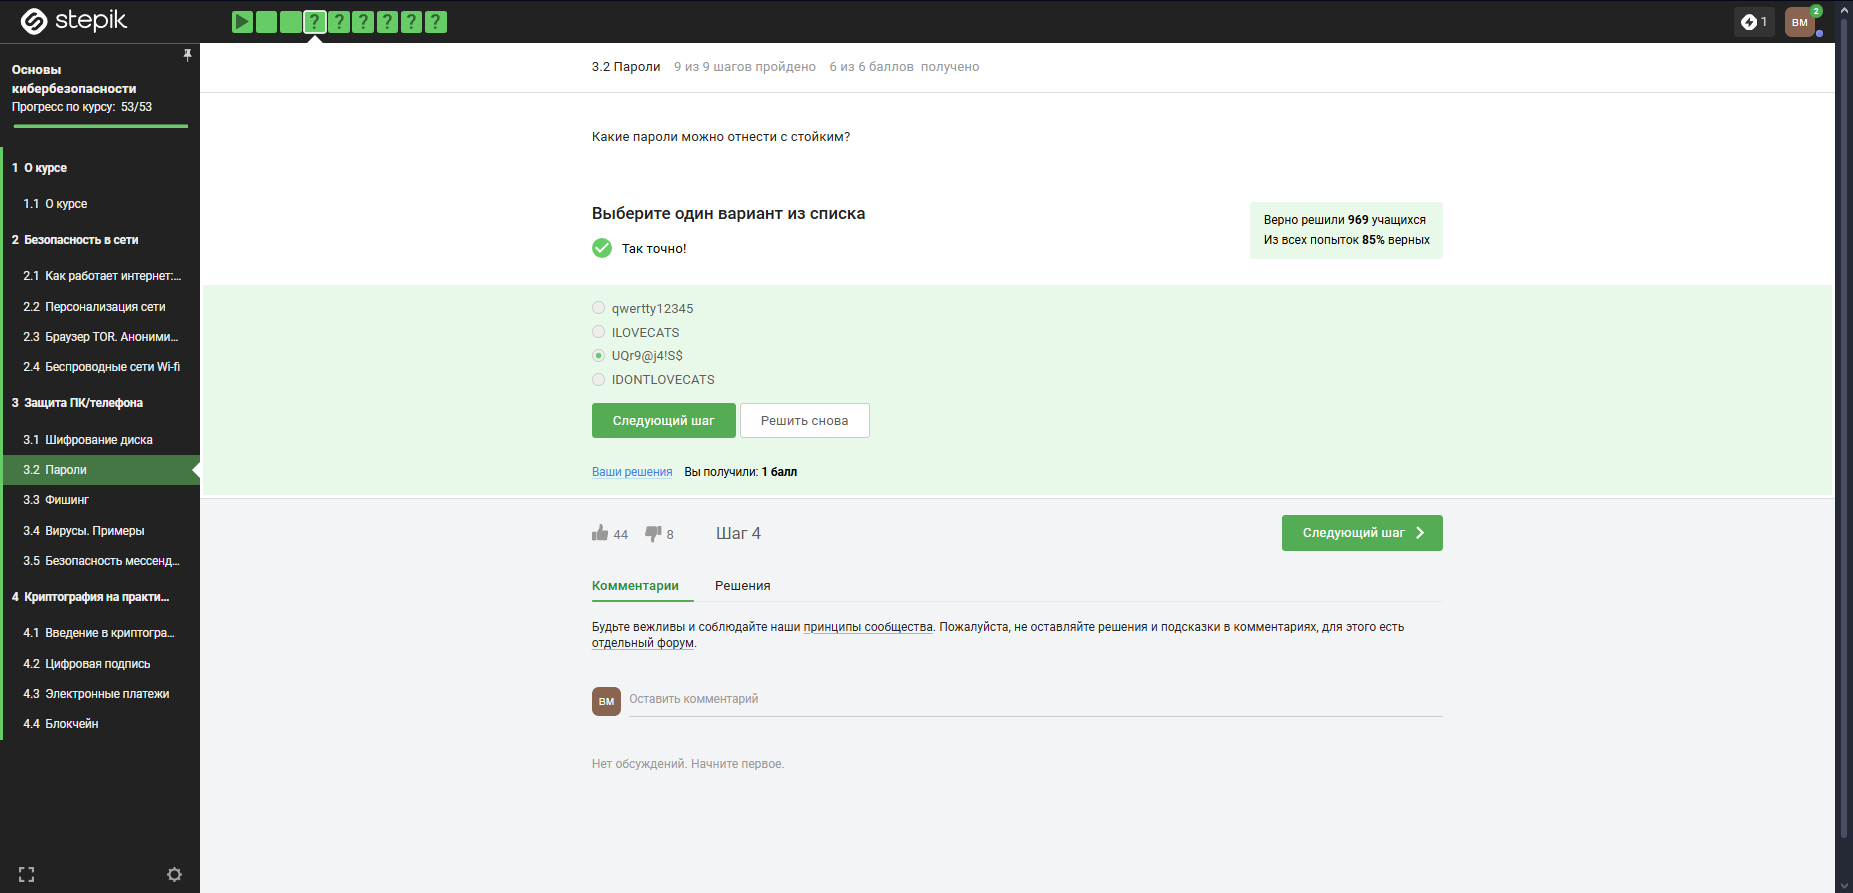 stepik
? ? ? ? ? ?
1
ВМ
2
Основы
кибербезопасности
Прогресс по курсу: 53/53
1 О курсе
1.1 О курсе
2 Безопасность в сети
2.1 Как работает интернет:...
2.2 Персонализация сети
2.3 Браузер TOR. Аноними...
2.4 Беспроводные сети Wi-fi
3 Защита ПК/телефона
3.1 Шифрование диска
3.2 Пароли
3.3 Фишинг
3.4 Вирусы. Примеры
3.5 Безопасность мессенд...
4 Криптография на практи...
4.1 Введение в криптогра...
4.2 Цифровая подпись
4.3 Электронные платежи
4.4 Блокчейн
3.2 Пароли 9 из 9 шагов пройдено 6 из 6 баллов получено
Какие пароли можно отнести с стойким?
Выберите один вариант из списка
Так точно!
Верно решили 969 учащихся
Из всех попыток 85% верных
qwertty12345
ILOVECATS
UQr9@j4!S$
IDONTLOVECATS
Следующий шаг
Решить снова
Ваши решения Вы получили: 1 балл
44 8 Шаг 4
Следующий шаг
Комментарии Решения
Будьте вежливы и соблюдайте наши принципы сообщества. Пожалуйста, не оставляйте решения и подсказки в комментариях, для этого есть
отдельный форум.
ВМ
Оставить комментарий
Нет обсуждений. Начните первое.